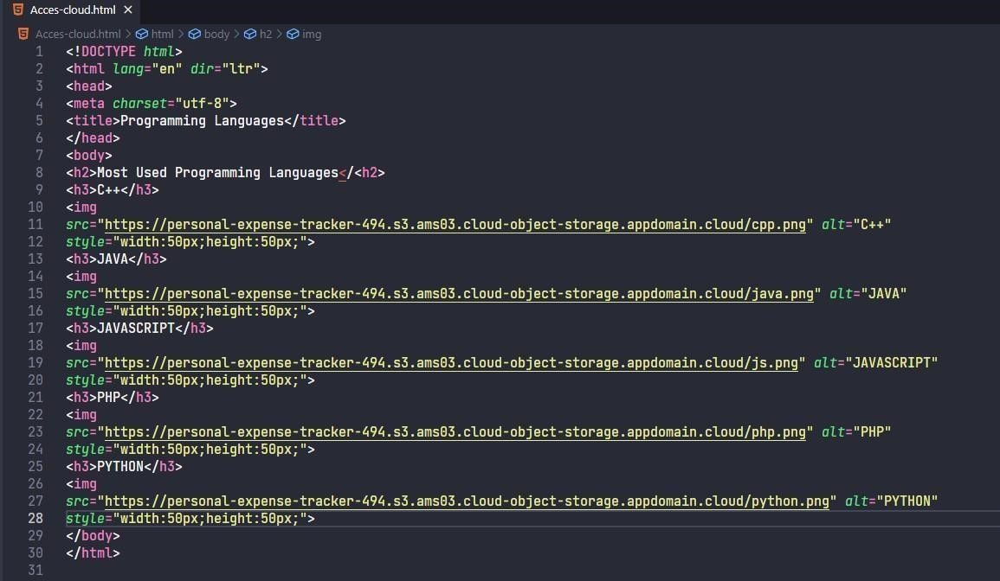 Acces-cloud.html ×
Acces-cloud.html > html > body > h2 > img
1 <!DOCTYPE html>
2 <html lang="en" dir="ltr">
3 <head>
4 <meta charset="utf-8">
5 <title>Programming Languages</title>
6 </head>
7 <body>
8 <h2>Most Used Programming Languages</<h2>
9 <h3>C++</h3>
10 <img
11 src="https://personal-expense-tracker-494.s3.ams03.cloud-object-storage.appdomain.cloud/cpp.png" alt="C++"
12 style="width:50px;height:50px;">
13 <h3>JAVA</h3>
14 <img
15 src="https://personal-expense-tracker-494.s3.ams03.cloud-object-storage.appdomain.cloud/java.png" alt="JAVA"
16 style="width:50px;height:50px;">
17 <h3>JAVASCRIPT</h3>
18 <img
19 src="https://personal-expense-tracker-494.s3.ams03.cloud-object-storage.appdomain.cloud/js.png" alt="JAVASCRIPT"
20 style="width:50px;height:50px;">
21 <h3>PHP</h3>
22 <img
23 src="https://personal-expense-tracker-494.s3.ams03.cloud-object-storage.appdomain.cloud/php.png" alt="PHP"
24 style="width:50px;height:50px;">
25 <h3>PYTHON</h3>
26 <img
27 src="https://personal-expense-tracker-494.s3.ams03.cloud-object-storage.appdomain.cloud/python.png" alt="PYTHON"
28 style="width:50px;height:50px;">
29 </body>
30 </html>
31